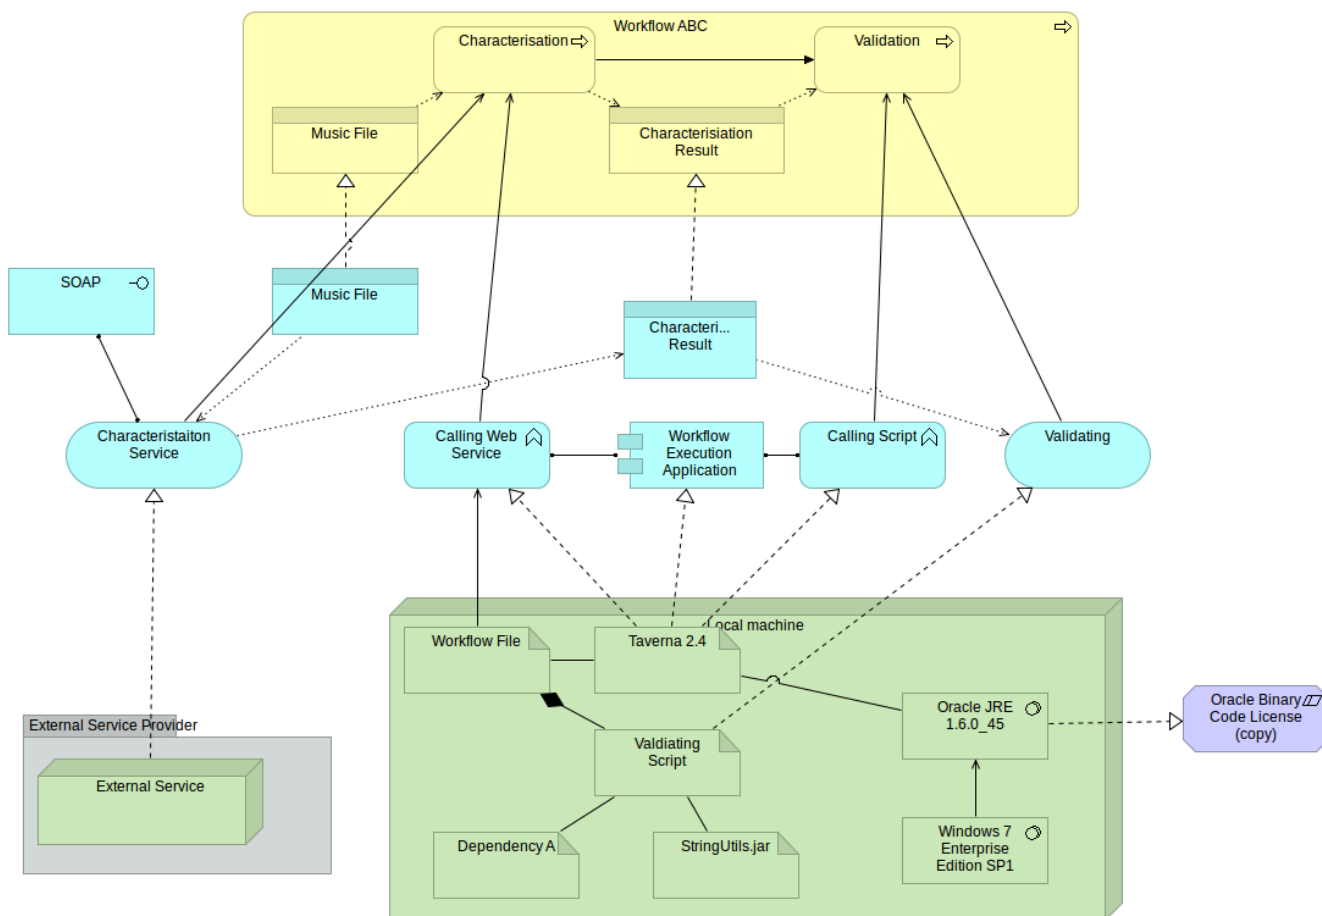 Workflow ABC
Characterisation
Validation
Music File
Characterisiation
Result
SOAP
Music File
Characteri...
Result
Characteristaiton
Service
Calling Web
Service
Workflow
Execution
Application
Calling Script
Validating
Local machine
Workflow File
Taverna 2.4
Oracle JRE
1.6.0_45
Oracle Binary
Code License
(copy)
External Service Provider
Valdiating
Script
External Service
Dependency A
StringUtils.jar
Windows 7
Enterprise
Edition SP1